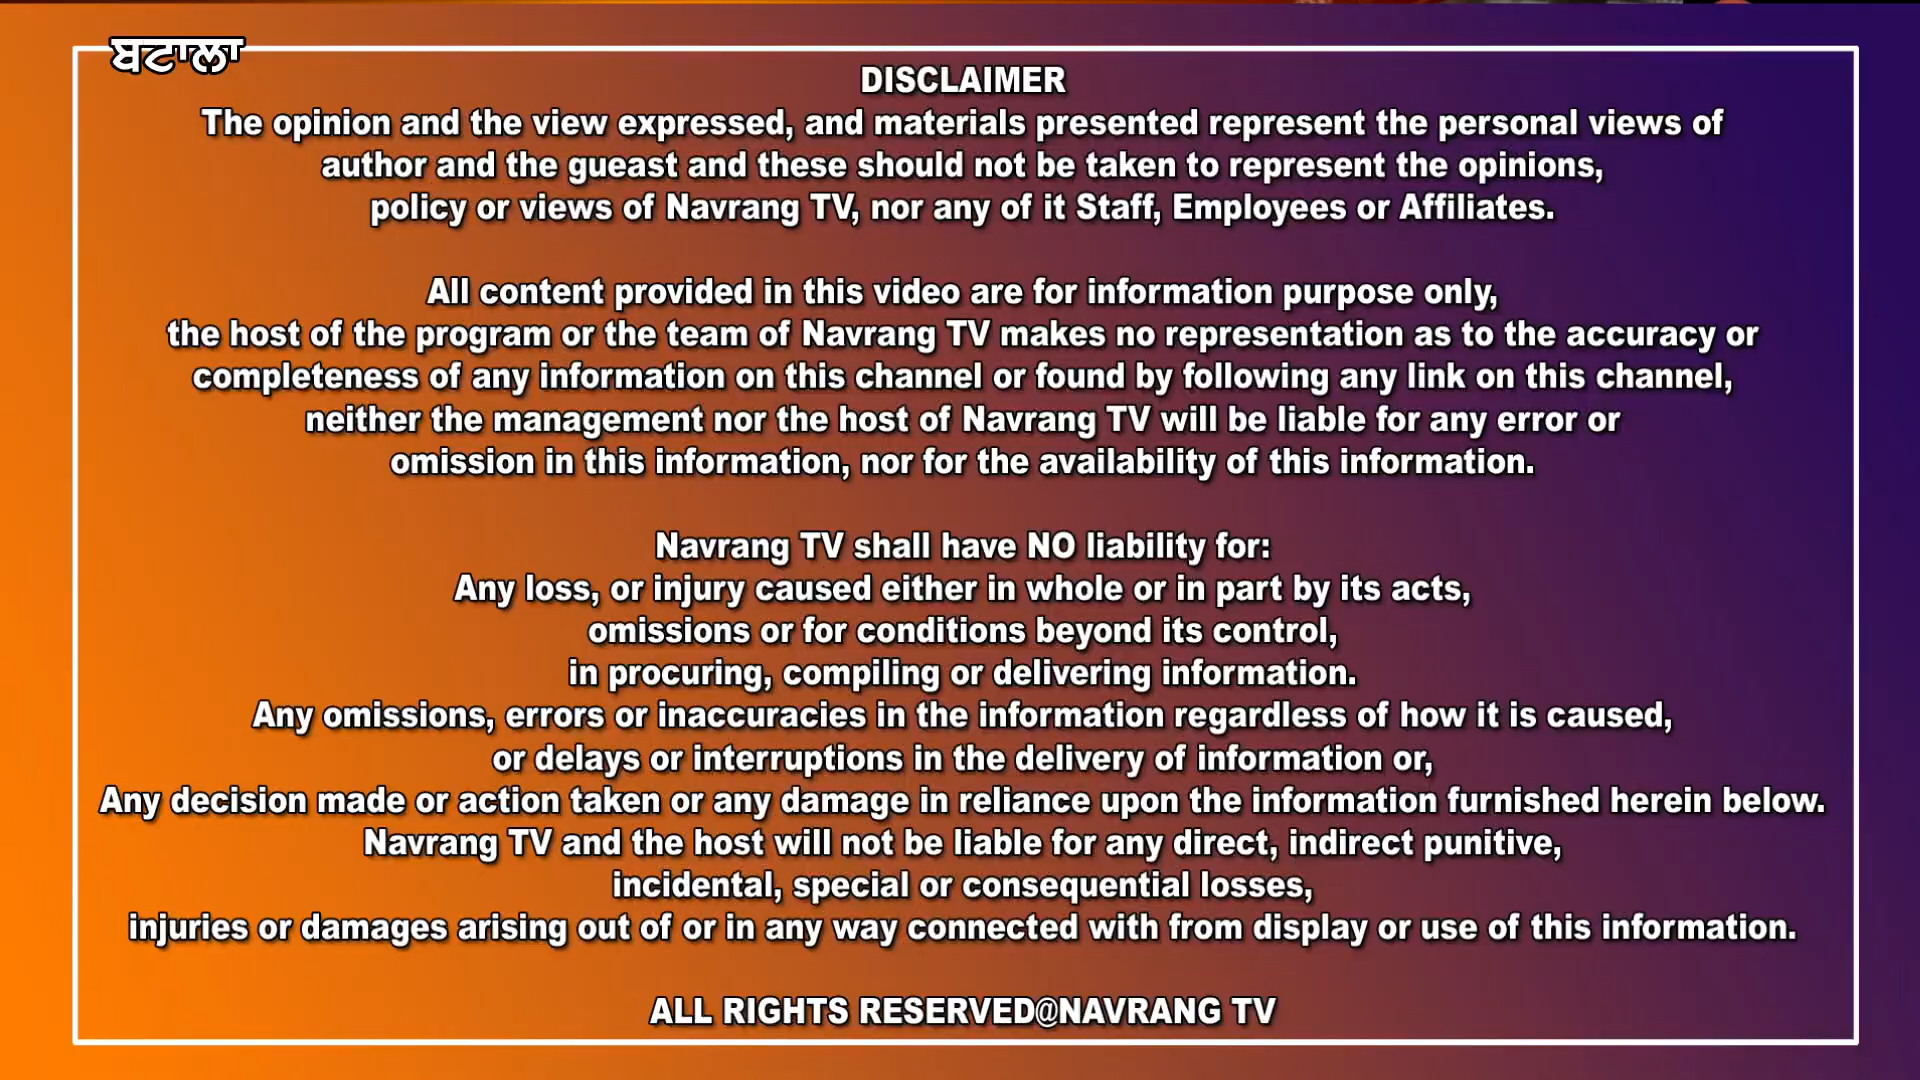 ਬਟਾਲਾ
DISCLAIMER
The opinion and the view expressed, and materials presented represent the personal views of
author and the gueast and these should not be taken to represent the opinions,
policy or views of Navrang TV, nor any of it Staff, Employees or Affiliates.
All content provided in this video are for information purpose only,
the host of the program or the team of Navrang TV makes no representation as to the accuracy or
completeness of any information on this channel or found by following any link on this channel,
neither the management nor the host of Navrang TV will be liable for any error or
omission in this information, nor for the availability of this information.
Navrang TV shall have NO liability for:
Any loss, or injury caused either in whole or in part by its acts,
omissions or for conditions beyond its control,
in procuring, compiling or delivering information.
Any omissions, errors or inaccuracies in the information regardless of how it is caused,
or delays or interruptions in the delivery of information or,
Any decision made or action taken or any damage in reliance upon the information furnished herein below.
Navrang TV and the host will not be liable for any direct, indirect punitive,
incidental, special or consequential losses,
injuries or damages arising out of or in any way connected with from display or use of this information.
ALL RIGHTS RESERVED@NAVRANG TV